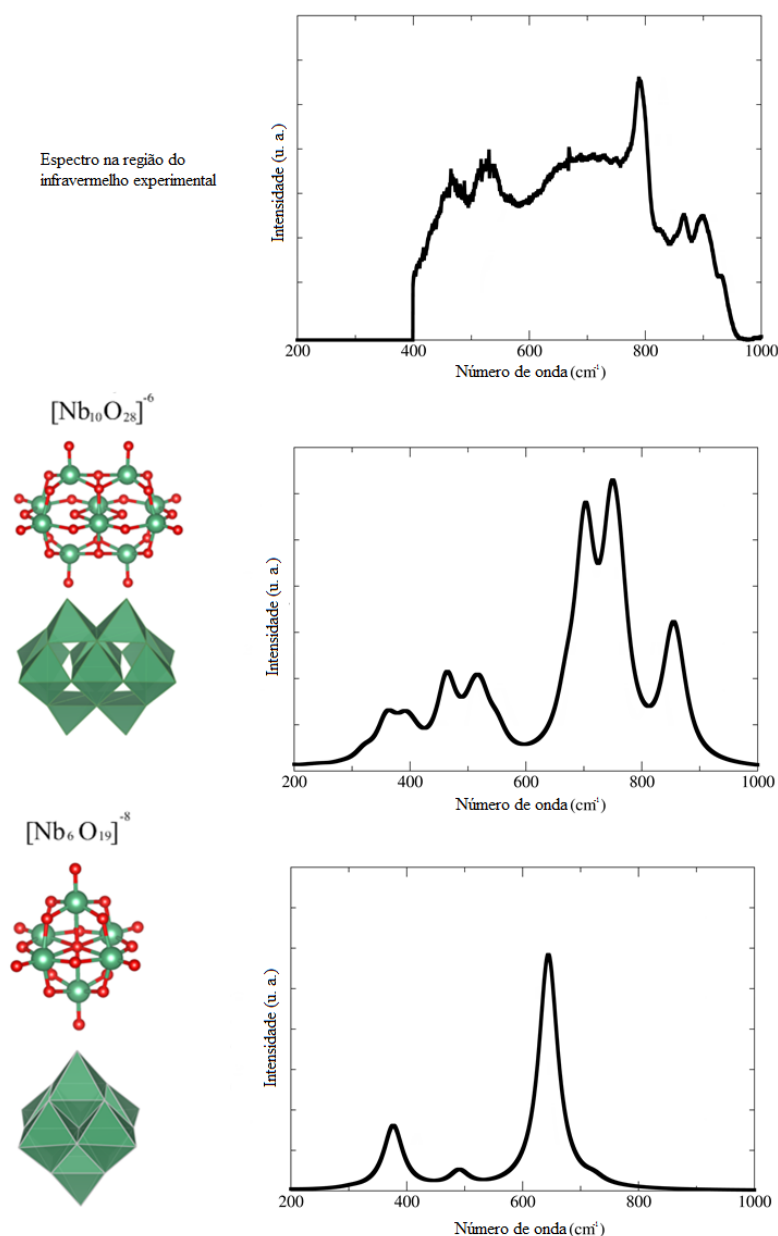 Espectro na região do
infravermelho experimental
Intensidade (u. a.)
200 400 600 800 1000
Número de onda (cm⁻¹)
[Nb₁₀O₂₈]⁻⁶
Intensidade (u. a.)
200 400 600 800 1000
Número de onda (cm⁻¹)
[Nb₆O₁₉]⁻⁸
Intensidade (u. a.)
200 400 600 800 1000
Número de onda (cm⁻¹)